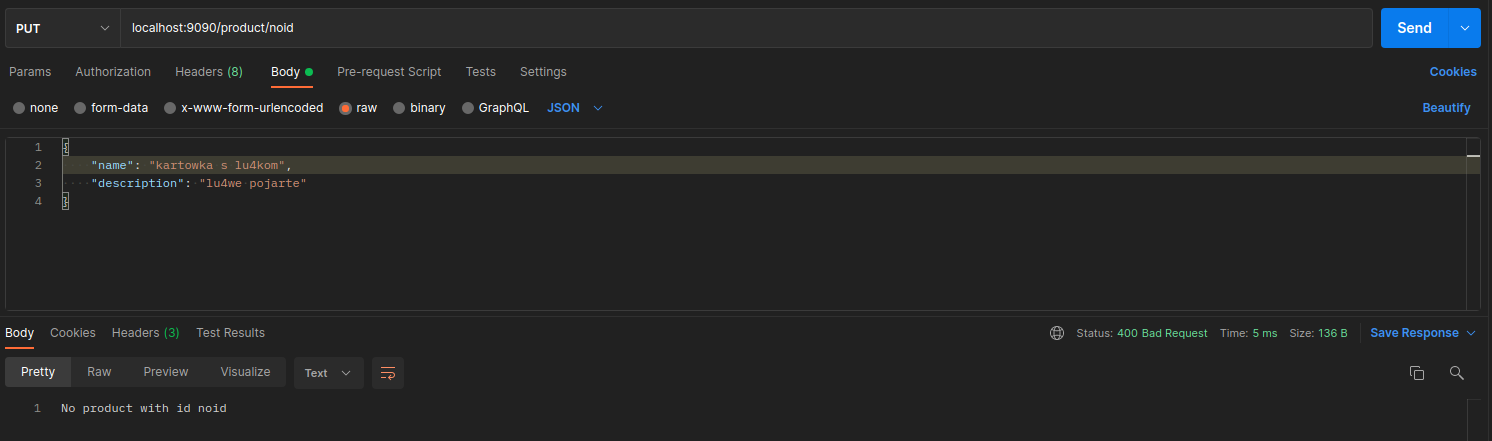 PUT localhost:9090/product/noid Send
Params Authorization Headers (8) Body Pre-request Script Tests Settings Cookies
none form-data x-www-form-urlencoded raw binary GraphQL JSON Beautify
1 {
2 "name": "kartowka s lu4kom",
3 "description": "lu4we pojarte"
4 }
Body Cookies Headers (3) Test Results Status: 400 Bad Request Time: 5 ms Size: 136 B Save Response
Pretty Raw Preview Visualize Text
1 No product with id noid